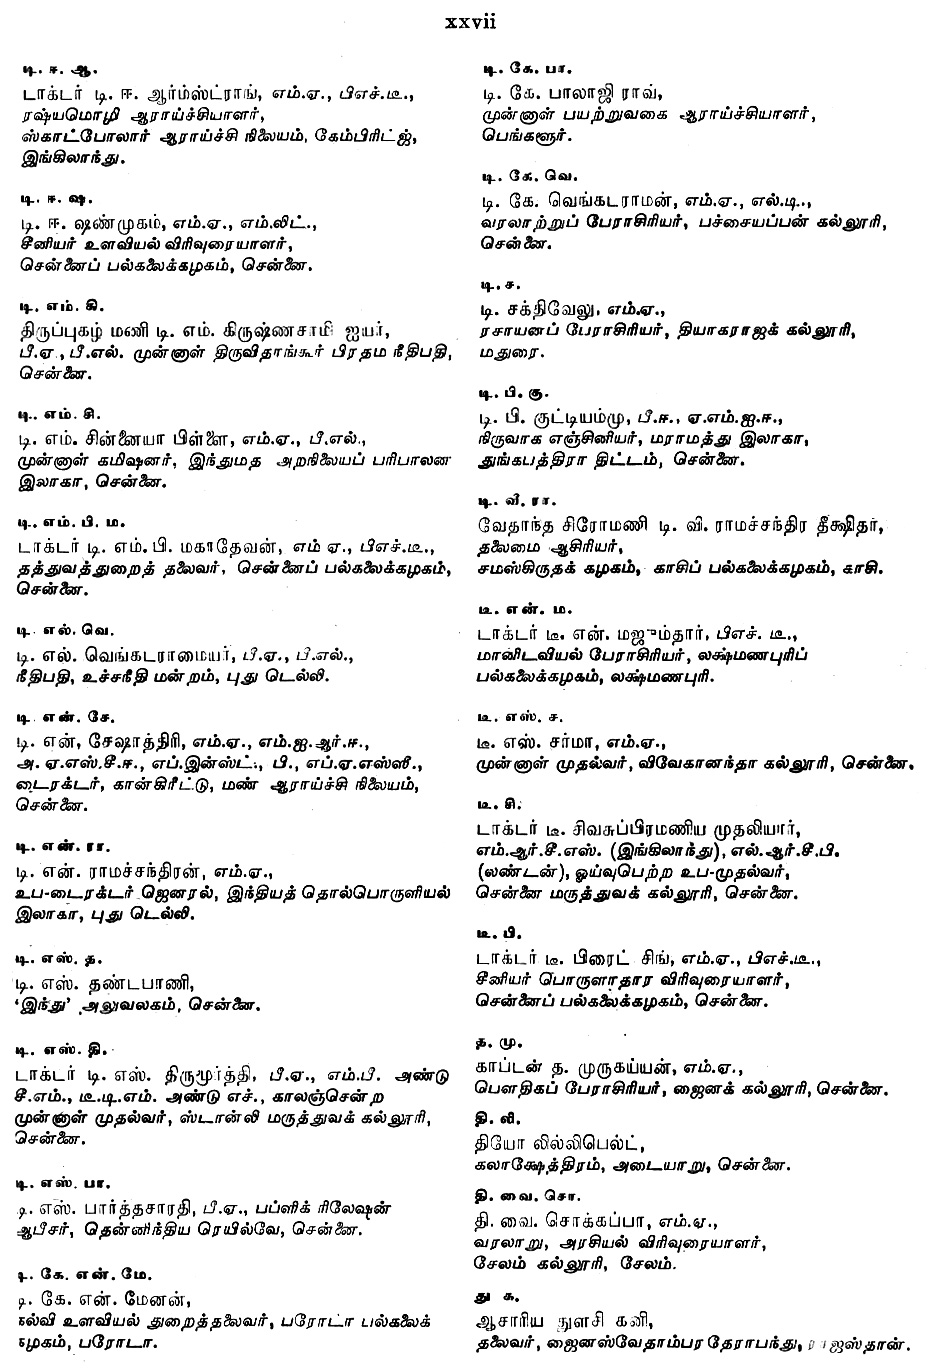 xxvii
டி. ஈ. ஆ.
டாக்டர் டி. ஈ. ஆர்ம்ஸ்ட்ராங், எம்.ஏ., பிஎச்.டீ.,
ரஷ்யமொழி ஆராய்ச்சியாளர்,
ஸ்காட்போலார் ஆராய்ச்சி நிலையம், கேம்பிரிட்ஜ்,
இங்கிலாந்து.
டி. ஈ. ஷ.
டி. ஈ. ஷண்முகம், எம்.ஏ., எம்.லிட்.,
சீனியர் உளவியல் விரிவுரையாளர்,
சென்னைப் பல்கலைக்கழகம், சென்னை.
டி. எம். கி.
திருப்புகழ் மணி டி. எம். கிருஷ்ணசாமி ஐயர்,
பீ.ஏ., பீ.எல். முன்னாள் திருவிதாங்கூர் பிரதம நீதிபதி,
சென்னை.
டி. எம். சி.
டி. எம். சின்னையா பிள்ளை, எம்.ஏ., பீ.எல்.,
முன்னாள் கமிஷனர், இந்துமத அறநிலையப் பரிபாலன
இலாகா, சென்னை.
டி. எம். பி. ம.
டாக்டர் டி. எம். பி. மகாதேவன், எம் ஏ., பிஎச்.டீ.,
தத்துவத்துறைத் தலைவர், சென்னைப் பல்கலைக்கழகம்,
சென்னை.
டி. எல். வெ.
டி. எல். வெங்கடராமையர், பீ.ஏ., பீ.எல்.,
நீதிபதி, உச்சநீதி மன்றம், புது டெல்லி.
டி என். சே.
டி. என், சேஷாத்திரி, எம்.ஏ., எம்.ஐ.ஆர்.ஈ.,
அ. ஏ.எஸ்.சீ.ஈ., எப்.இன்ஸ்ட்., பி., எப்.ஏ.எஸ்ஸி.,
டைரக்டர், கான்கிரீட்டு, மண் ஆராய்ச்சி நிலையம்,
சென்னை.
டி. என். ரா.
டி. என். ராமச்சந்திரன், எம்.ஏ.,
உப-டைரக்டர் ஜெனரல், இந்தியத் தொல்பொருளியல்
இலாகா, புது டெல்லி.
டி. எஸ். த.
டி. எஸ். தண்டபாணி,
‘இந்து’ அலுவலகம், சென்னை.
டி. எஸ். தி.
டாக்டர் டி. எஸ். திருமூர்த்தி, பீ.ஏ., எம்.பீ. அண்டு
சீ.எம்., டீ.டி.எம். அண்டு எச்., காலஞ்சென்ற
முன்னாள் முதல்வர், ஸ்டான்லி மருத்துவக் கல்லூரி,
சென்னை.
டி. எஸ். பா.
டி. எஸ். பார்த்தசாரதி, பீ.ஏ., பப்ளிக் ரிலேஷன்
ஆபீசர், தென்னிந்திய ரெயில்வே, சென்னை.
டி. கே. என். மே.
டி. கே. என். மேனன்,
கல்வி உளவியல் துறைத்தலைவர், பரோடா பல்கலைக்
கழகம், பரோடா.
டி. கே. பா.
டி. கே. பாலாஜி ராவ்,
முன்னாள் பயற்றுவகை ஆராய்ச்சியாளர்,
பெங்களூர்.
டி. கே. வெ.
டி. கே. வெங்கடராமன், எம்.ஏ., எல்.டி.,
வரலாற்றுப் பேராசிரியர், பச்சையப்பன் கல்லூரி,
சென்னை.
டி. ச.
டி. சக்திவேலு, எம்.ஏ.,
ரசாயனப் பேராசிரியர், தியாகராஜக் கல்லூரி,
மதுரை.
டி. பி. கு.
டி. பி. குட்டியம்மு, பீ.ஈ., ஏ.எம்.ஐ.ஈ.,
நிருவாக எஞ்சினியர், மராமத்து இலாகா,
துங்கபத்திரா திட்டம், சென்னை.
டி. வி. ரா.
வேதாந்த சிரோமணி டி. வி. ராமச்சந்திர தீக்ஷிதர்,
தலைமை ஆசிரியர்,
சமஸ்கிருதக் கழகம், காசிப் பல்கலைக்கழகம், காசி.
டீ. என். ம.
டாக்டர் டீ. என். மஜூம்தார், பிஎச். டீ.,
மானிடவியல் பேராசிரியர், லக்ஷ்மணபுரிப்
பல்கலைக்கழகம், லக்ஷ்மணபுரி.
டீ. எஸ். ச.
டீ. எஸ். சர்மா, எம்.ஏ.,
முன்னாள் முதல்வர், விவேகானந்தா கல்லூரி, சென்னை.
டீ. சி.
டாக்டர் டீ. சிவசுப்பிரமணிய முதலியார்,
எம்.ஆர்.சீ.எஸ். (இங்கிலாந்து), எல்.ஆர்.சீ.பி.
(லண்டன்), ஓய்வுபெற்ற உப-முதல்வர்,
சென்னை மருத்துவக் கல்லூரி, சென்னை.
டீ. பி.
டாக்டர் டீ. பிரைட் சிங், எம்.ஏ., பிஎச்.டீ.,
சீனியர் பொருளாதார விரிவுரையாளர்,
சென்னைப் பல்கலைக்கழகம், சென்னை.
த. மு.
காப்டன் த. முருகய்யன், எம்.ஏ.,
பௌதிகப் பேராசிரியர், ஜைனக் கல்லூரி, சென்னை.
தி. லி.
தியோ லில்லிபெல்ட்,
கலாக்ஷேத்திரம், அடையாறு, சென்னை.
தி. வை. சொ.
தி. வை. சொக்கப்பா, எம்.ஏ.,
வரலாறு, அரசியல் விரிவுரையாளர்,
சேலம் கல்லூரி, சேலம்.
து க.
ஆசாரிய துளசி கனி,
தலைவர், ஜைனஸ்வேதாம்பர தேராபந்து, ராஜஸ்தான்.